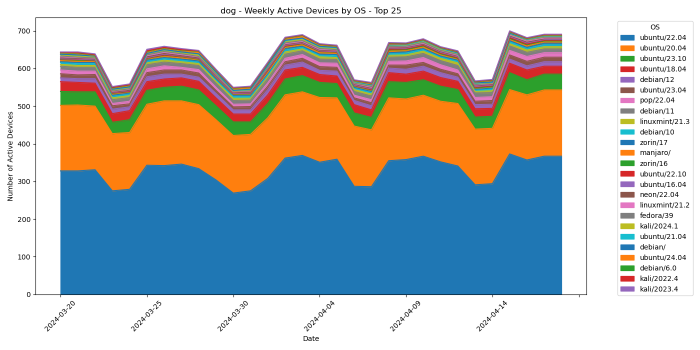 dog - Weekly Active Devices by OS - Top 25
Number of Active Devices
700
600
500
400
300
200
100
0
2024-03-20
2024-03-25
2024-03-30
2024-04-04
2024-04-09
2024-04-14
Date
OS
ubuntu/22.04
ubuntu/20.04
ubuntu/23.10
ubuntu/18.04
debian/12
ubuntu/23.04
pop/22.04
debian/11
linuxmint/21.3
debian/10
zorin/17
manjaro/
zorin/16
ubuntu/22.10
ubuntu/16.04
neon/22.04
linuxmint/21.2
fedora/39
kali/2024.1
ubuntu/21.04
debian/
ubuntu/24.04
debian/6.0
kali/2022.4
kali/2023.4